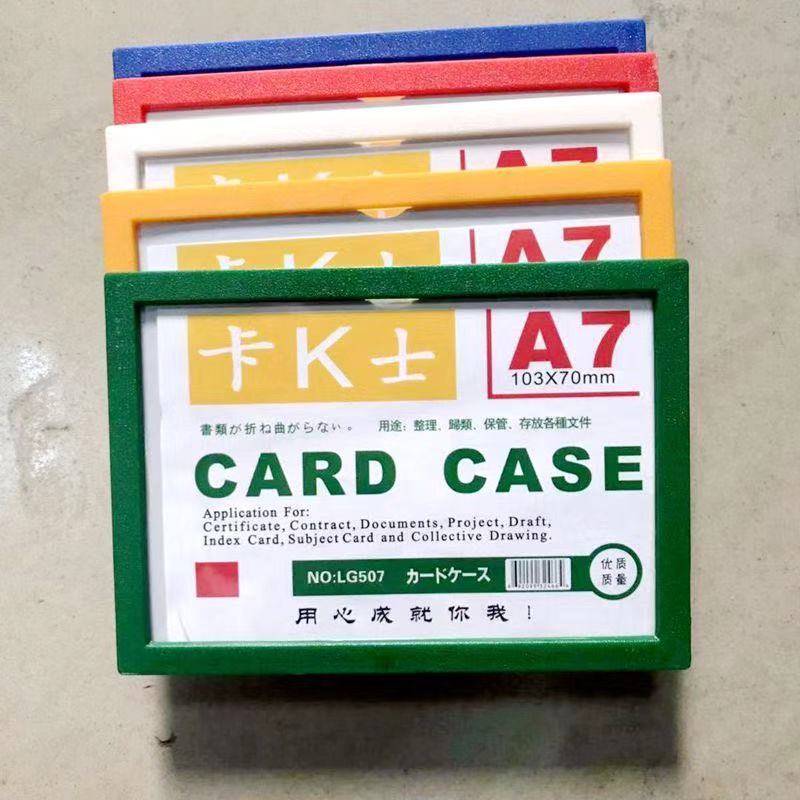 A7
A7
卡K士
A7
103X70mm
書類が折ね曲がらない。 用途：整理、歸類、保管、存放各種文件
CARD CASE
Application For:
Certificate, Contract, Documents, Project, Draft,
Index Card, Subject Card and Collective Drawing.
NO:LG507 カードケース
优质
质量
用心成就你我！